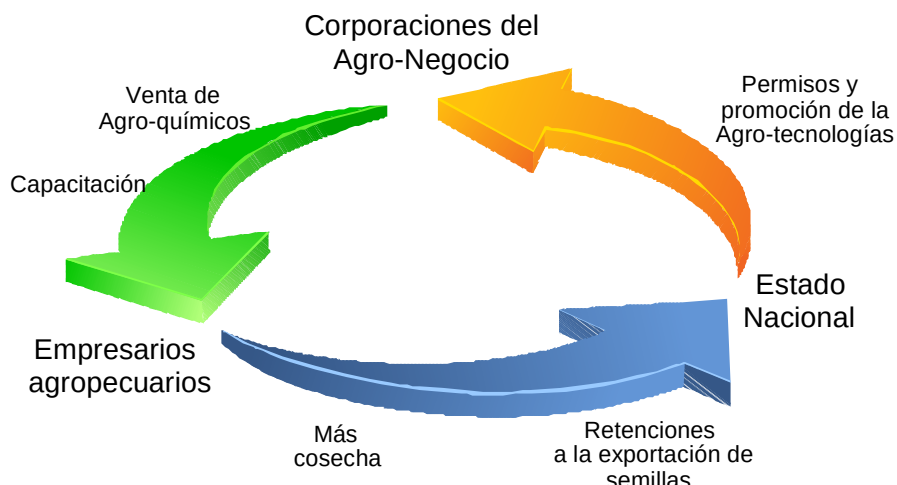 Corporaciones del
Agro-Negocio
Venta de
Agro-químicos
Capacitación
Permisos y
promoción de la
Agro-tecnologías
Estado
Nacional
Empresarios
agropecuarios
Más
cosecha
Retenciones
a la exportación de
semillas